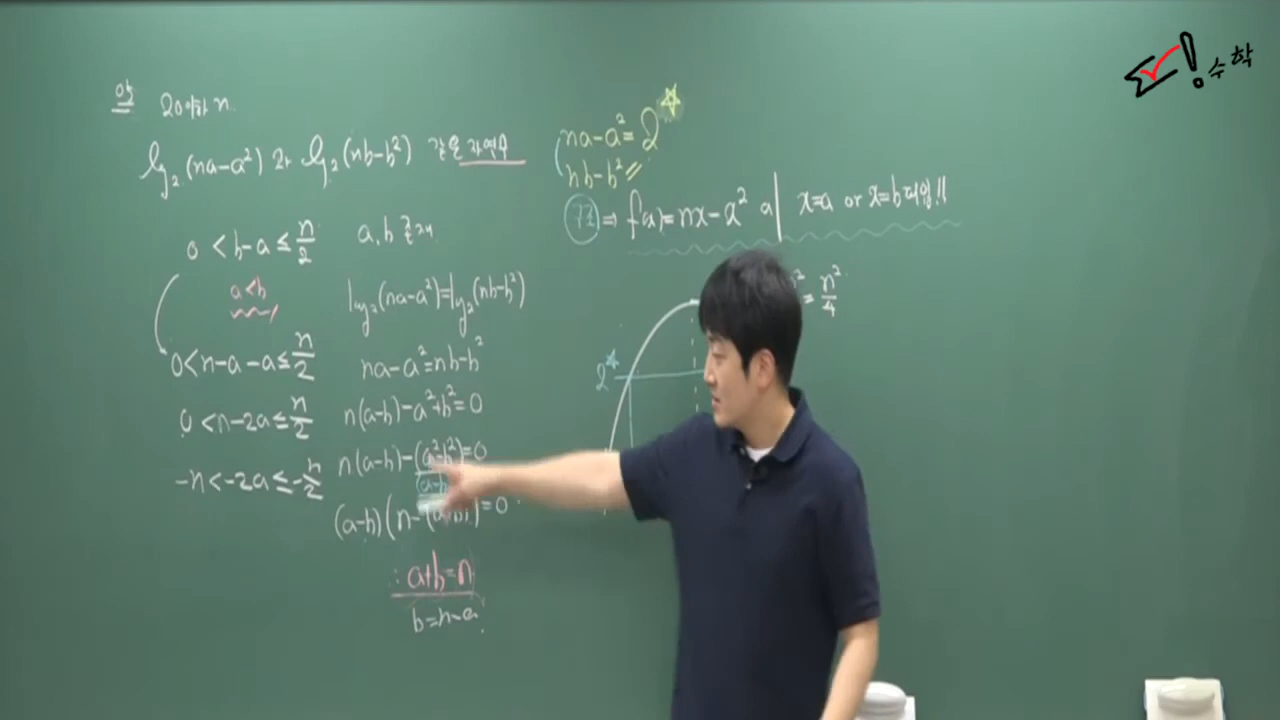 수학
20이하 n.
log₂(na-a²)과 log₂(nb-b²) 같은 자연수
0 < b-a ≤ n/2
a<b
0<n-a-a≤n/2
0<n-2a≤n/2
-n<-2a≤-n/2
a, b 존재
log₂(na-a²)=log₂(nb-b²)
na-a²=nb-b²
n(a-b)-a²+b²=0
n(a-b)-(a²-b²)=0
(a-b)(n-(a+b))=0
∴ a+b=n
b=n-a
na-a²=2☆
nb-b²=
⇒ f(x)=nx-x² | x=a or x=b 대입!!
= n²/4
2☆